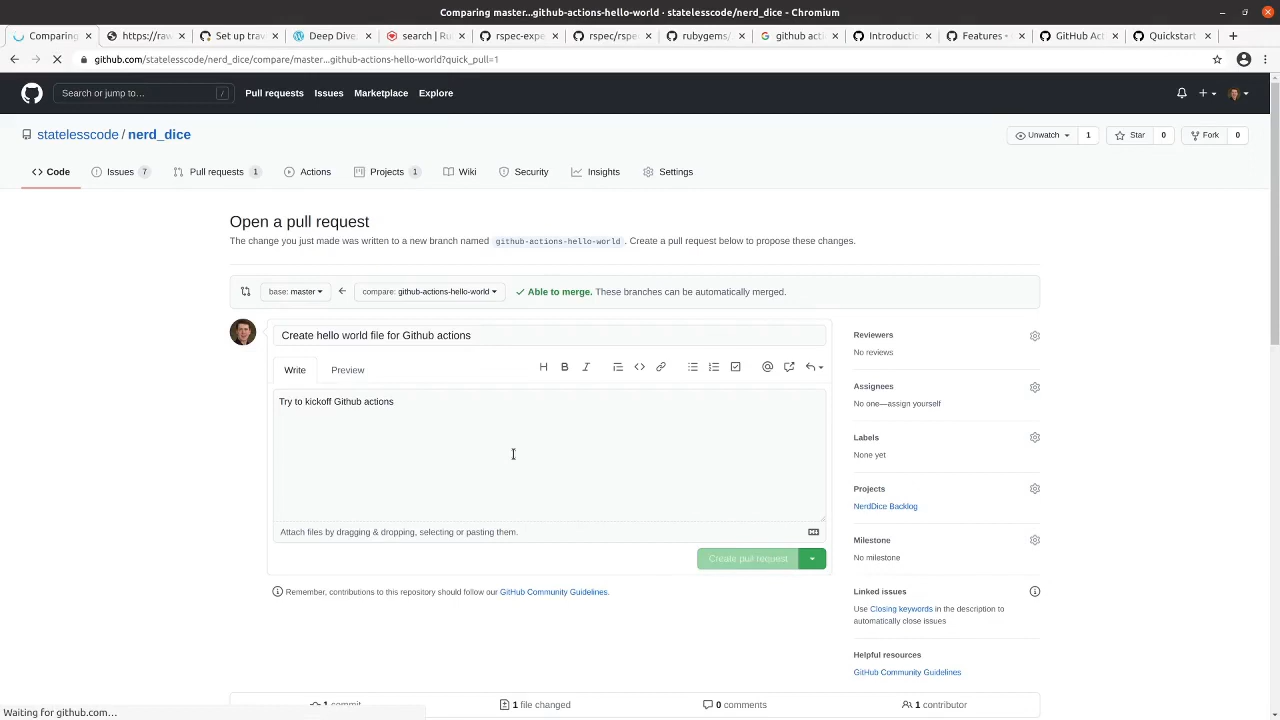 Comparing master...github-actions-hello-world · statelesscode/nerd_dice - Chromium
Comparing https://raw Set up trav Deep Dive, search | Ru rspec-expe rspec/rspe rubygems/ github actio Introducti Features - GitHub Act Quickstart
github.com/statelesscode/nerd_dice/compare/master...github-actions-hello-world?quick_pull=1
Search or jump to... / Pull requests Issues Marketplace Explore
statelesscode / nerd_dice Unwatch 1 Star 0 Fork 0
Code Issues 7 Pull requests 1 Actions Projects 1 Wiki Security Insights Settings
Open a pull request
The change you just made was written to a new branch named github-actions-hello-world. Create a pull request below to propose these changes.
base: master compare: github-actions-hello-world Able to merge. These branches can be automatically merged.
Create hello world file for Github actions
Write Preview
Try to kickoff Github actions
Attach files by dragging & dropping, selecting or pasting them.
Create pull request
Remember, contributions to this repository should follow our GitHub Community Guidelines.
Reviewers
No reviews
Assignees
No one—assign yourself
Labels
None yet
Projects
NerdDice Backlog
Milestone
No milestone
Linked issues
Use Closing keywords in the description to
automatically close issues
Helpful resources
GitHub Community Guidelines
1 commit 1 file changed 0 comments 1 contributor
Waiting for github.com...